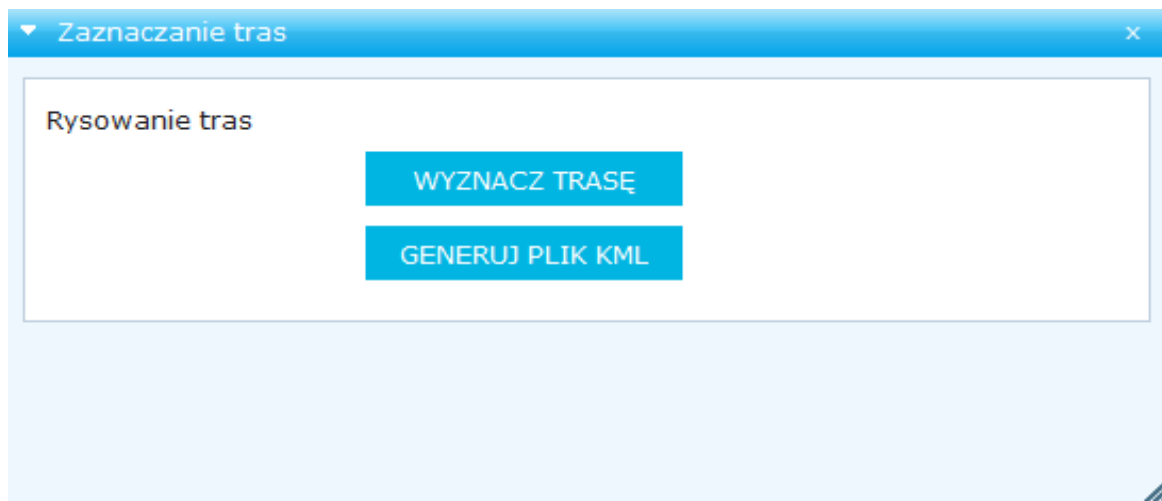 Zaznaczanie tras
Rysowanie tras
WYZNACZ TRASĘ
GENERUJ PLIK KML